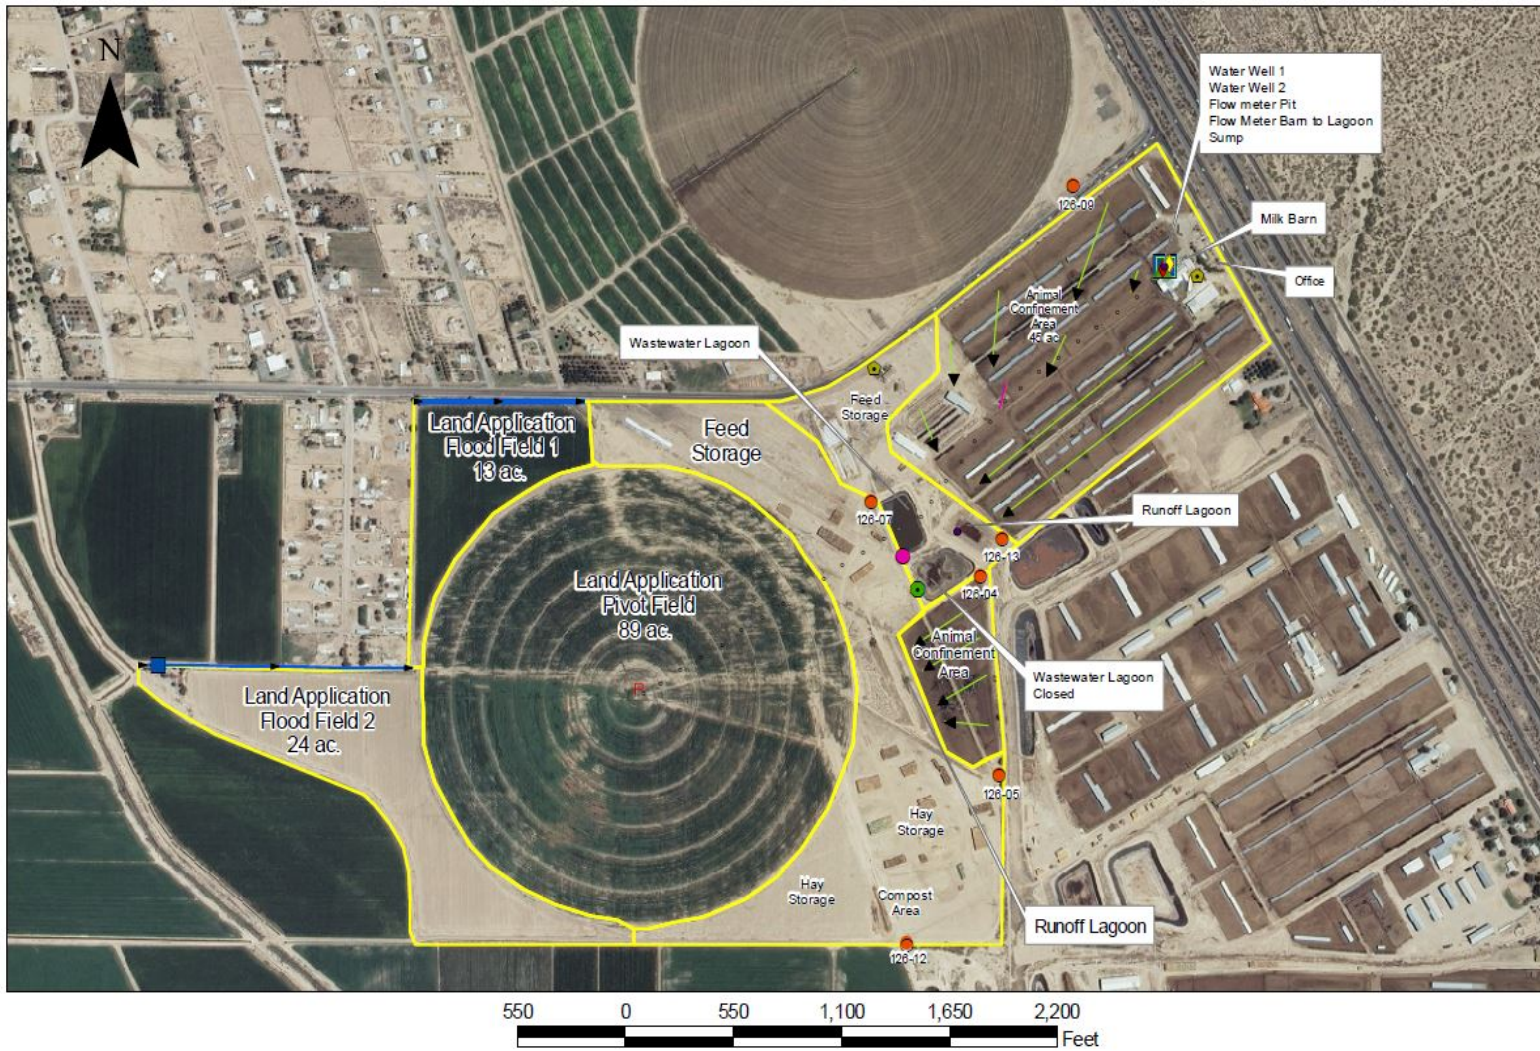 N
Water Well 1
Water Well 2
Flow meter Pit
Flow Meter Barn to Lagoon
Sump
126-09
Milk Barn
Office
Animal
Confinement
Area
45 ac
Wastewater Lagoon
Feed
Storage
Land Application
Flood Field 1
13 ac.
Feed
Storage
126-07
Runoff Lagoon
126-13
126-04
Land Application
Pivot Field
89 ac.
Animal
Confinement
Area
Wastewater Lagoon
Closed
Land Application
Flood Field 2
24 ac.
126-05
Hay
Storage
Hay
Storage
Compost
Area
Runoff Lagoon
126-12
550 0 550 1,100 1,650 2,200
Feet